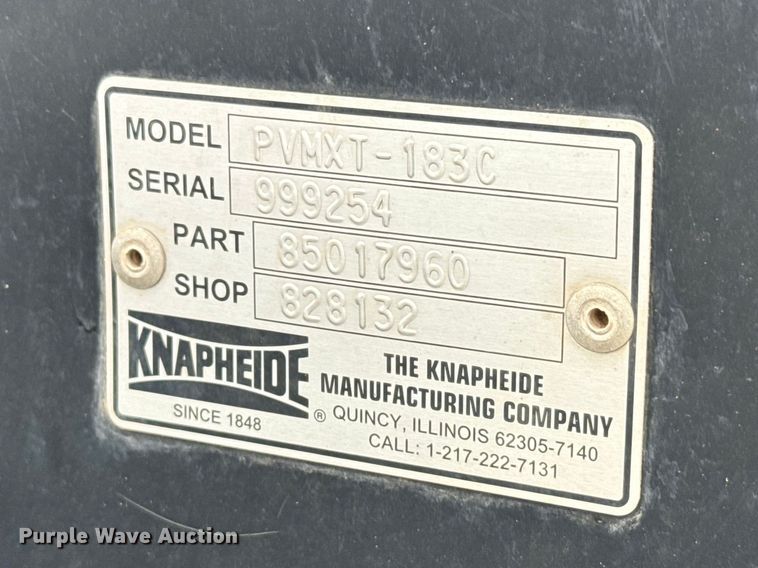 MODEL PVMXT-183C
SERIAL 999254
PART 85017960
SHOP 828132
KNAPHEIDE ®
SINCE 1848
THE KNAPHEIDE
MANUFACTURING COMPANY
QUINCY, ILLINOIS 62305-7140
CALL: 1-217-222-7131
Purple Wave Auction